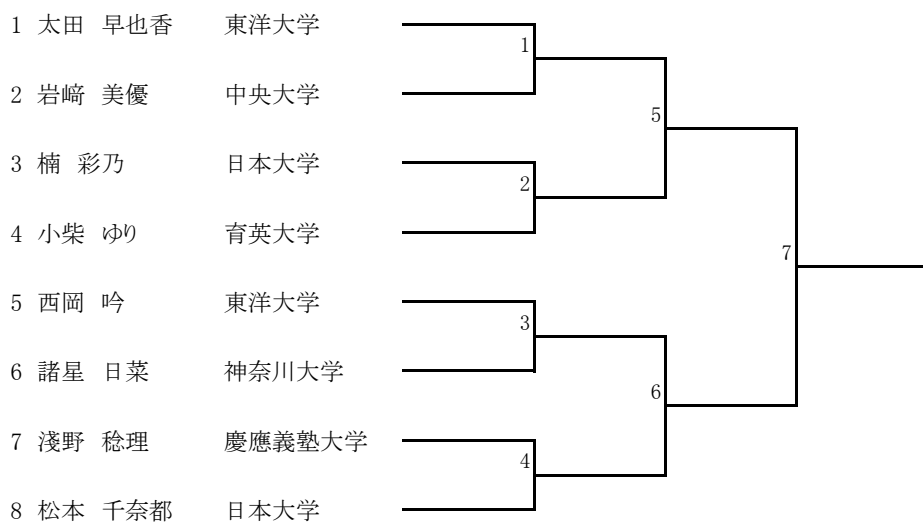 1 太田 早也香 東洋大学
1
2 岩﨑 美優 中央大学
5
3 楠 彩乃 日本大学
2
4 小柴 ゆり 育英大学
7
5 西岡 吟 東洋大学
3
6 諸星 日菜 神奈川大学
6
7 淺野 稔理 慶應義塾大学
4
8 松本 千奈都 日本大学